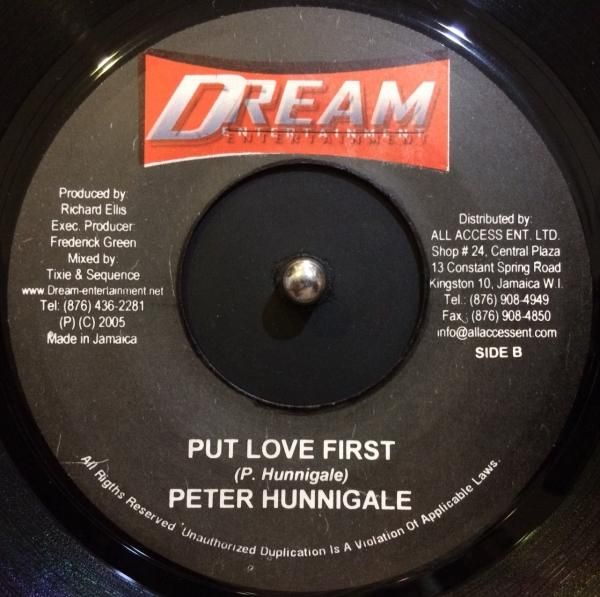 DREAM
ENTERTAINMENT
Produced by:
Richard Ellis
Exec. Producer:
Frederick Green
Mixed by:
Tixie & Sequence
www.Dream-entertainment.net
Tel: (876) 436-2281
(P) (C) 2005
Made in Jamaica
Distributed by:
ALL ACCESS ENT. LTD.
Shop # 24, Central Plaza
13 Constant Spring Road
Kingston 10, Jamaica W.I.
Tel.: (876) 908-4949
Fax.: (876) 908-4850
info@allaccessent.com
SIDE B
PUT LOVE FIRST
(P. Hunnigale)
PETER HUNNIGALE
All Rigths Reserved "Unauthorized Duplication Is A Violation Of Applicable Laws.